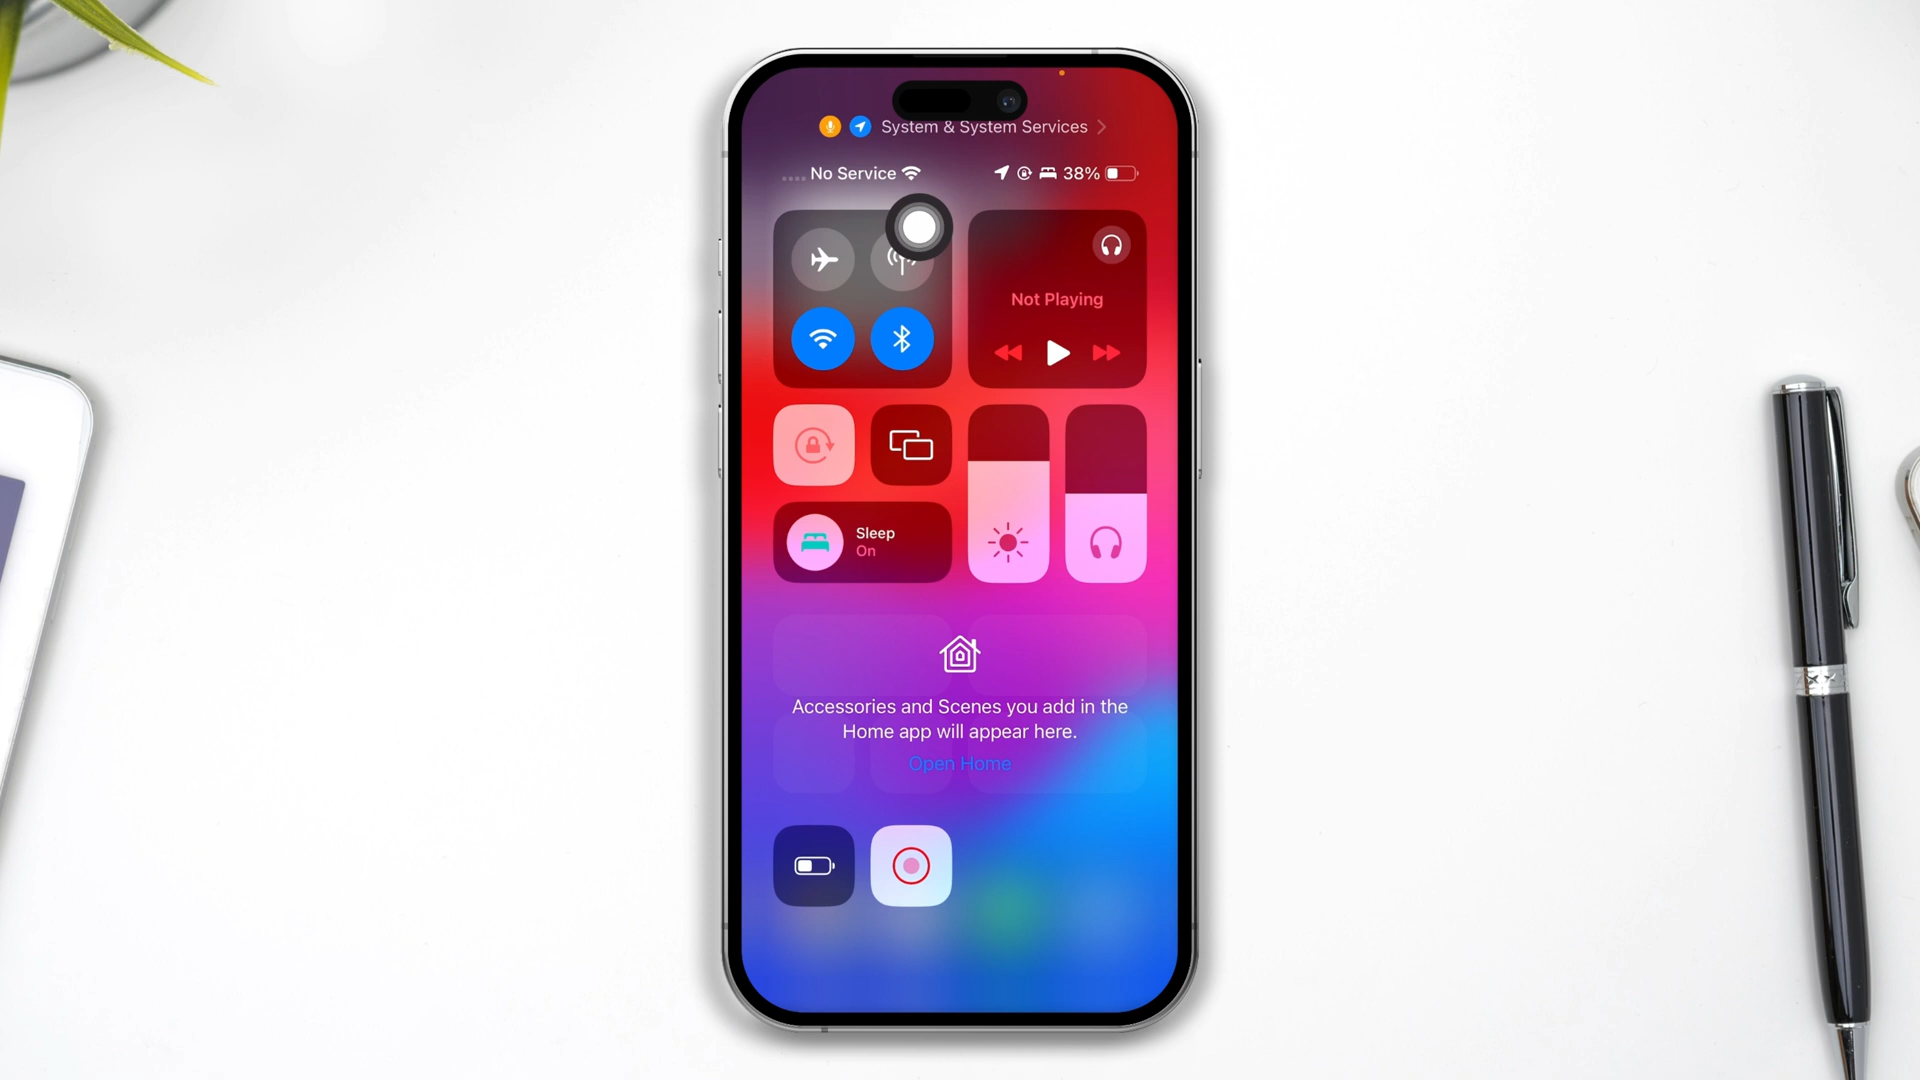 System & System Services
No Service
38%
Not Playing
Sleep
On
Accessories and Scenes you add in the
Home app will appear here.
Open Home